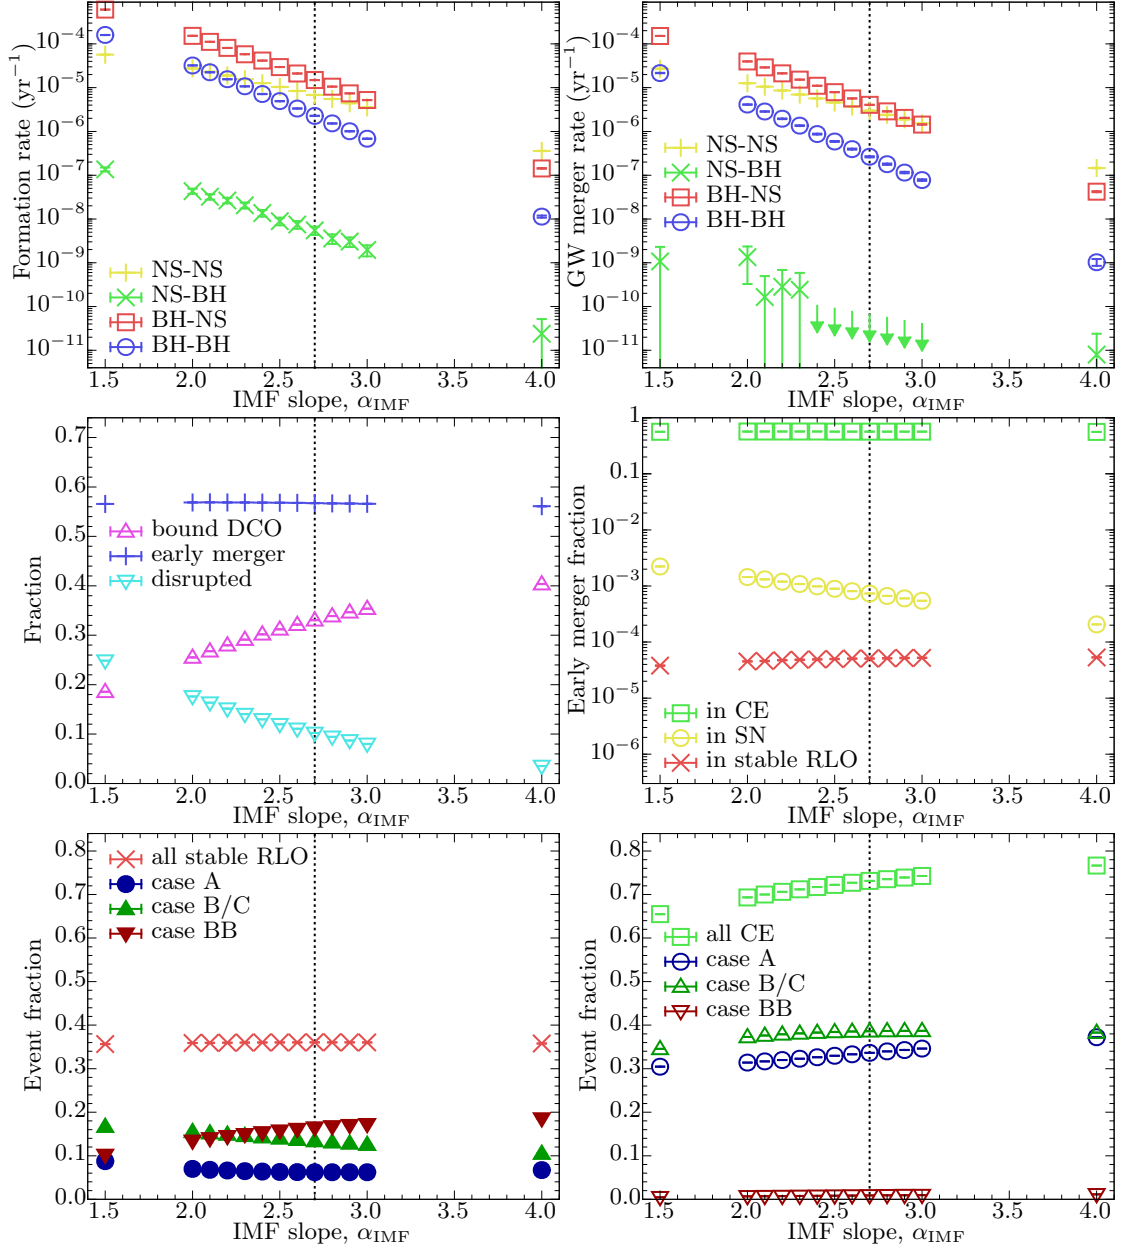 Formation rate (yr⁻¹)
10⁻⁴
10⁻⁵
10⁻⁶
10⁻⁷
10⁻⁸
10⁻⁹
10⁻¹⁰
10⁻¹¹
NS-NS
NS-BH
BH-NS
BH-BH
1.5 2.0 2.5 3.0 3.5 4.0
IMF slope, α_IMF
GW merger rate (yr⁻¹)
10⁻⁴
10⁻⁵
10⁻⁶
10⁻⁷
10⁻⁸
10⁻⁹
10⁻¹⁰
10⁻¹¹
NS-NS
NS-BH
BH-NS
BH-BH
1.5 2.0 2.5 3.0 3.5 4.0
IMF slope, α_IMF
Fraction
0.7
0.6
0.5
0.4
0.3
0.2
0.1
0.0
bound DCO
early merger
disrupted
1.5 2.0 2.5 3.0 3.5 4.0
IMF slope, α_IMF
Early merger fraction
1
0.1
10⁻²
10⁻³
10⁻⁴
10⁻⁵
10⁻⁶
in CE
in SN
in stable RLO
1.5 2.0 2.5 3.0 3.5 4.0
IMF slope, α_IMF
Event fraction
0.8
0.7
0.6
0.5
0.4
0.3
0.2
0.1
0.0
all stable RLO
case A
case B/C
case BB
1.5 2.0 2.5 3.0 3.5 4.0
IMF slope, α_IMF
Event fraction
0.8
0.7
0.6
0.5
0.4
0.3
0.2
0.1
0.0
all CE
case A
case B/C
case BB
1.5 2.0 2.5 3.0 3.5 4.0
IMF slope, α_IMF